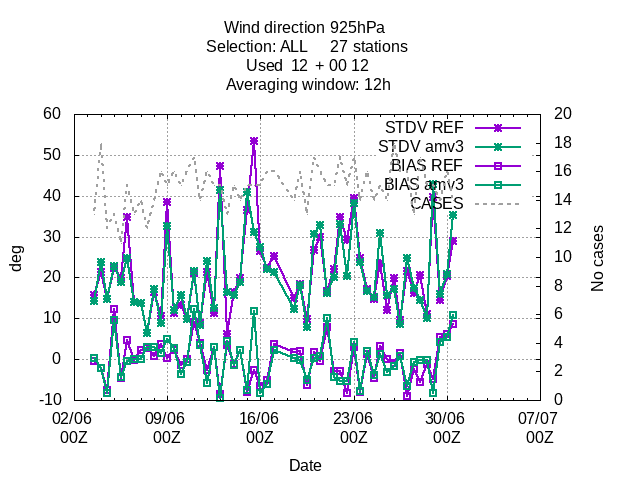 Wind direction 925hPa
Selection: ALL 27 stations
Used 12 + 00 12
Averaging window: 12h
60
50
40
30
20
10
0
-10
deg
20
18
16
14
12
10
8
6
4
2
0
No cases
STDV REF
STDV amv3
BIAS REF
BIAS amv3
CASES
02/06 09/06 16/06 23/06 30/06 07/07
00Z 00Z 00Z 00Z 00Z 00Z
Date